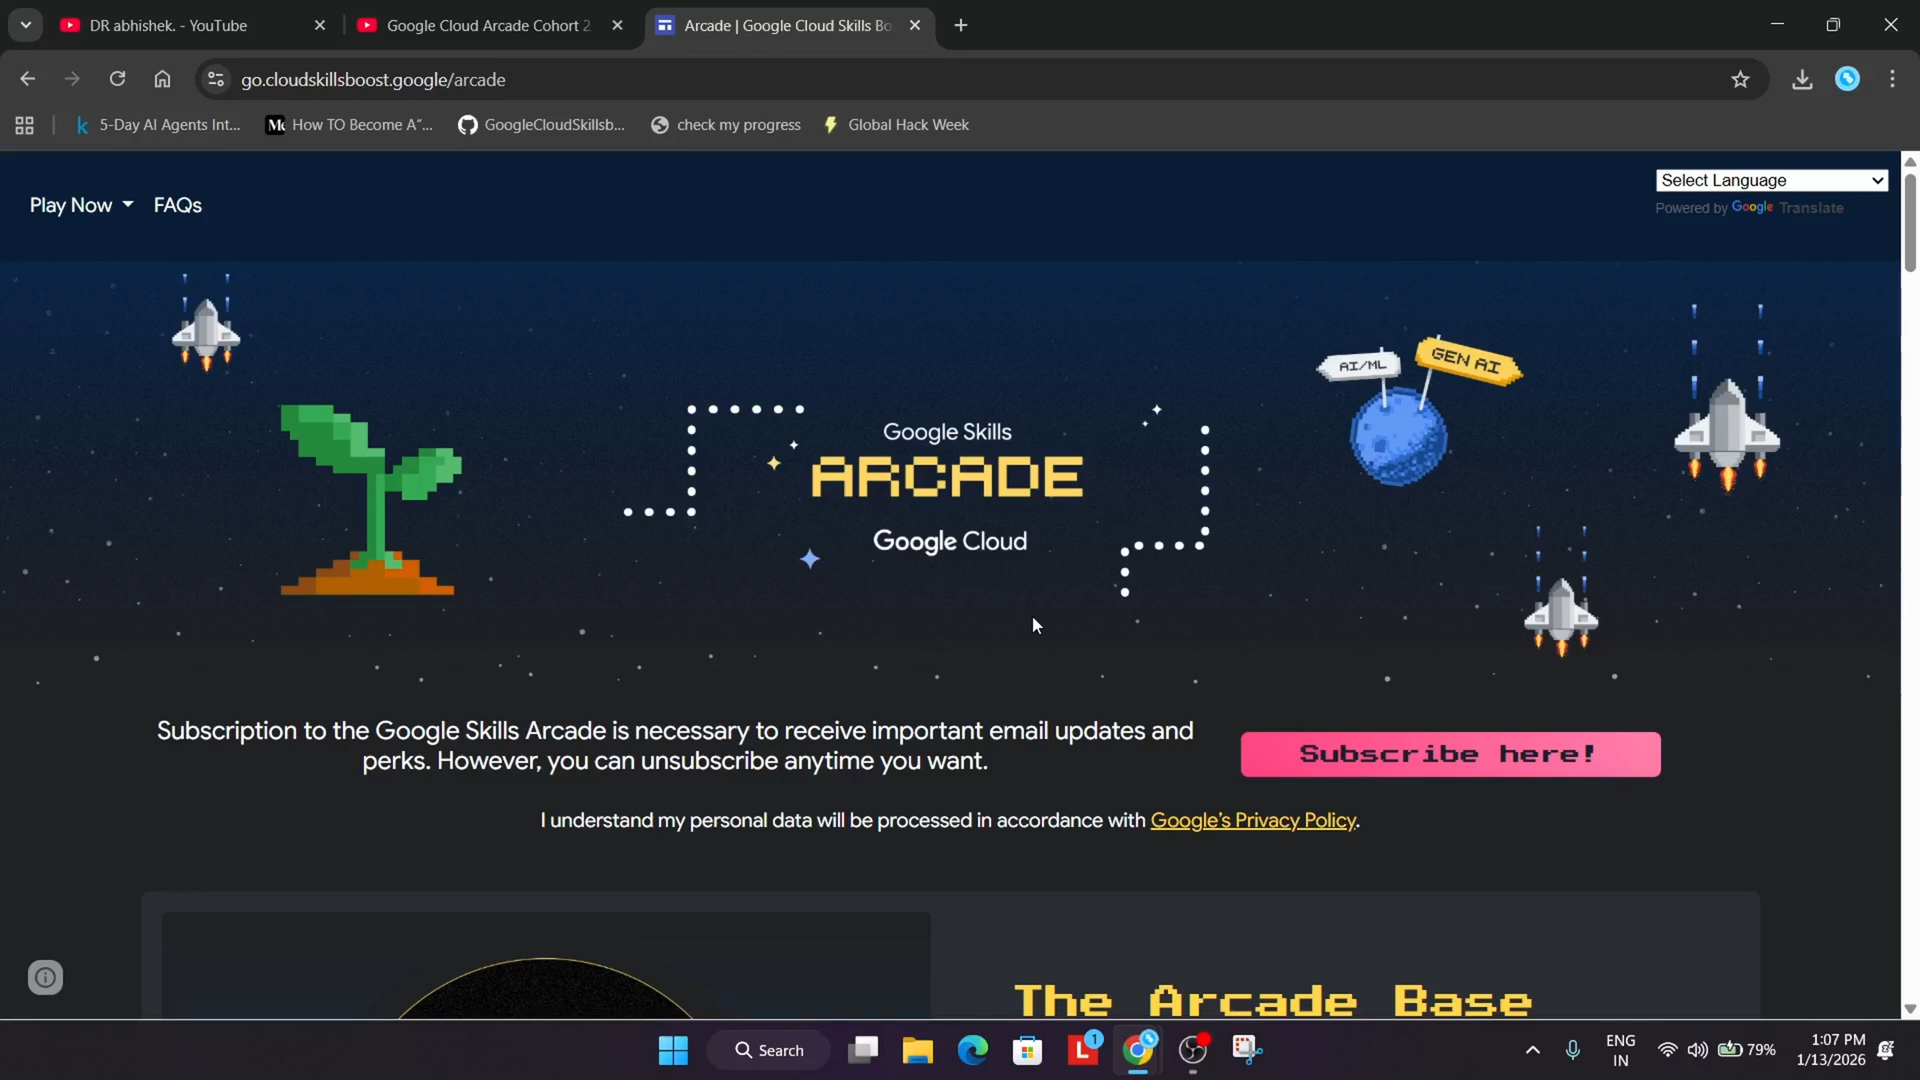 DR abhishek. - YouTube
Google Cloud Arcade Cohort 2
Arcade | Google Cloud Skills Bo
go.cloudskillsboost.google/arcade
5-Day AI Agents Int...
How TO Become A“...
GoogleCloudSkillsb...
check my progress
Global Hack Week
Play Now
FAQs
Select Language
Powered by Google Translate
AI/ML
GEN AI
Google Skills
ARCADE
Google Cloud
Subscription to the Google Skills Arcade is necessary to receive important email updates and
perks. However, you can unsubscribe anytime you want.
Subscribe here!
I understand my personal data will be processed in accordance with Google's Privacy Policy.
The Arcade Base
Search
L
1
ENG
IN
79%
1:07 PM
1/13/2026